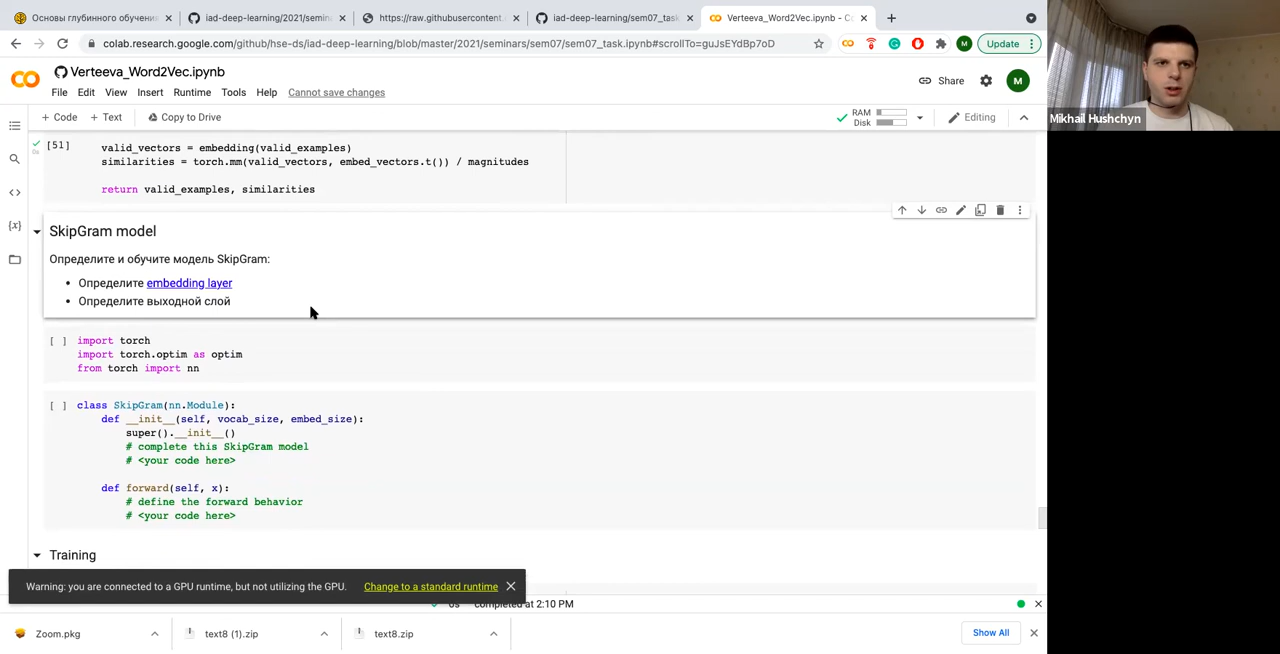 Основы глубинного обучения
iad-deep-learning/2021/semina
https://raw.githubusercontent.
iad-deep-learning/sem07_task.
Verteeva_Word2Vec.ipynb - Co
colab.research.google.com/github/hse-ds/iad-deep-learning/blob/master/2021/seminars/sem07/sem07_task.ipynb#scrollTo=guJsEYdBp7oD
M
Update
Verteeva_Word2Vec.ipynb
Share
M
File Edit View Insert Runtime Tools Help Cannot save changes
+ Code + Text Copy to Drive
RAM
Disk
Editing
Mikhail Hushchyn
[51]
valid_vectors = embedding(valid_examples)
similarities = torch.mm(valid_vectors, embed_vectors.t()) / magnitudes
return valid_examples, similarities
SkipGram model
Определите и обучите модель SkipGram:
• Определите embedding layer
• Определите выходной слой
[ ] import torch
import torch.optim as optim
from torch import nn
[ ] class SkipGram(nn.Module):
def __init__(self, vocab_size, embed_size):
super().__init__()
# complete this SkipGram model
# <your code here>
def forward(self, x):
# define the forward behavior
# <your code here>
Training
Warning: you are connected to a GPU runtime, but not utilizing the GPU. Change to a standard runtime
0s completed at 2:10 PM
Zoom.pkg
text8 (1).zip
text8.zip
Show All